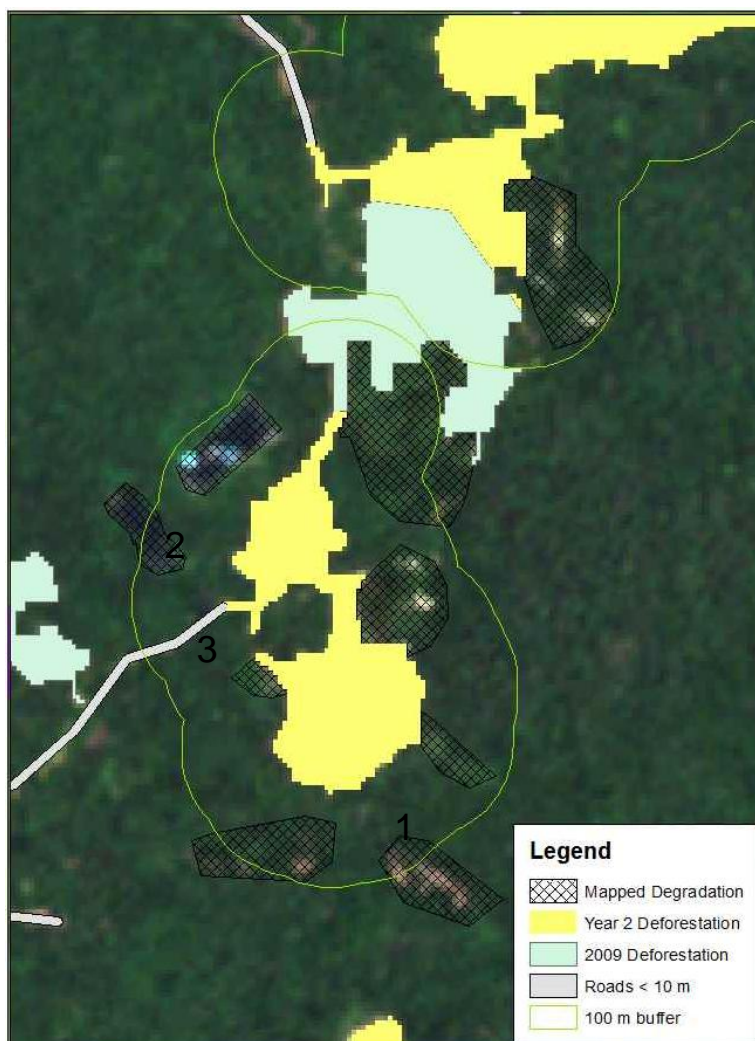 2
3
1
Legend
Mapped Degradation
Year 2 Deforestation
2009 Deforestation
Roads < 10 m
100 m buffer